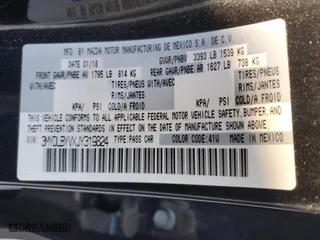 MFD BY MAZDA MOTOR MANUFACTURING DE MEXICO S.A. DE C.V.
DATE: 01/18 GVWR/PNBV 3393 LB 1539 KG
FRONT GAWR/PNBE AV 1795 LB 814 KG REAR GAWR/PNBE AR 1627 LB 738 KG
WITH/AVEC TIRES/PNEUS WITH/AVEC TIRES/PNEUS
RIMS/JANTES RIMS/JANTES
KPA/ PSI/ COLD/A FROID KPA/ PSI/ COLD/A FROID
THIS VEHICLE CONFORMS TO ALL APPLICABLE FEDERAL MOTOR VEHICLE SAFETY, BUMPER, AND
THEFT PREVENTION STANDARDS IN EFFECT ON THE DATE OF MANUFACTURE SHOWN ABOVE.
TYPE: PASS CAR COLOR CODE: 41W MADE IN MEXICO
DREAMBID